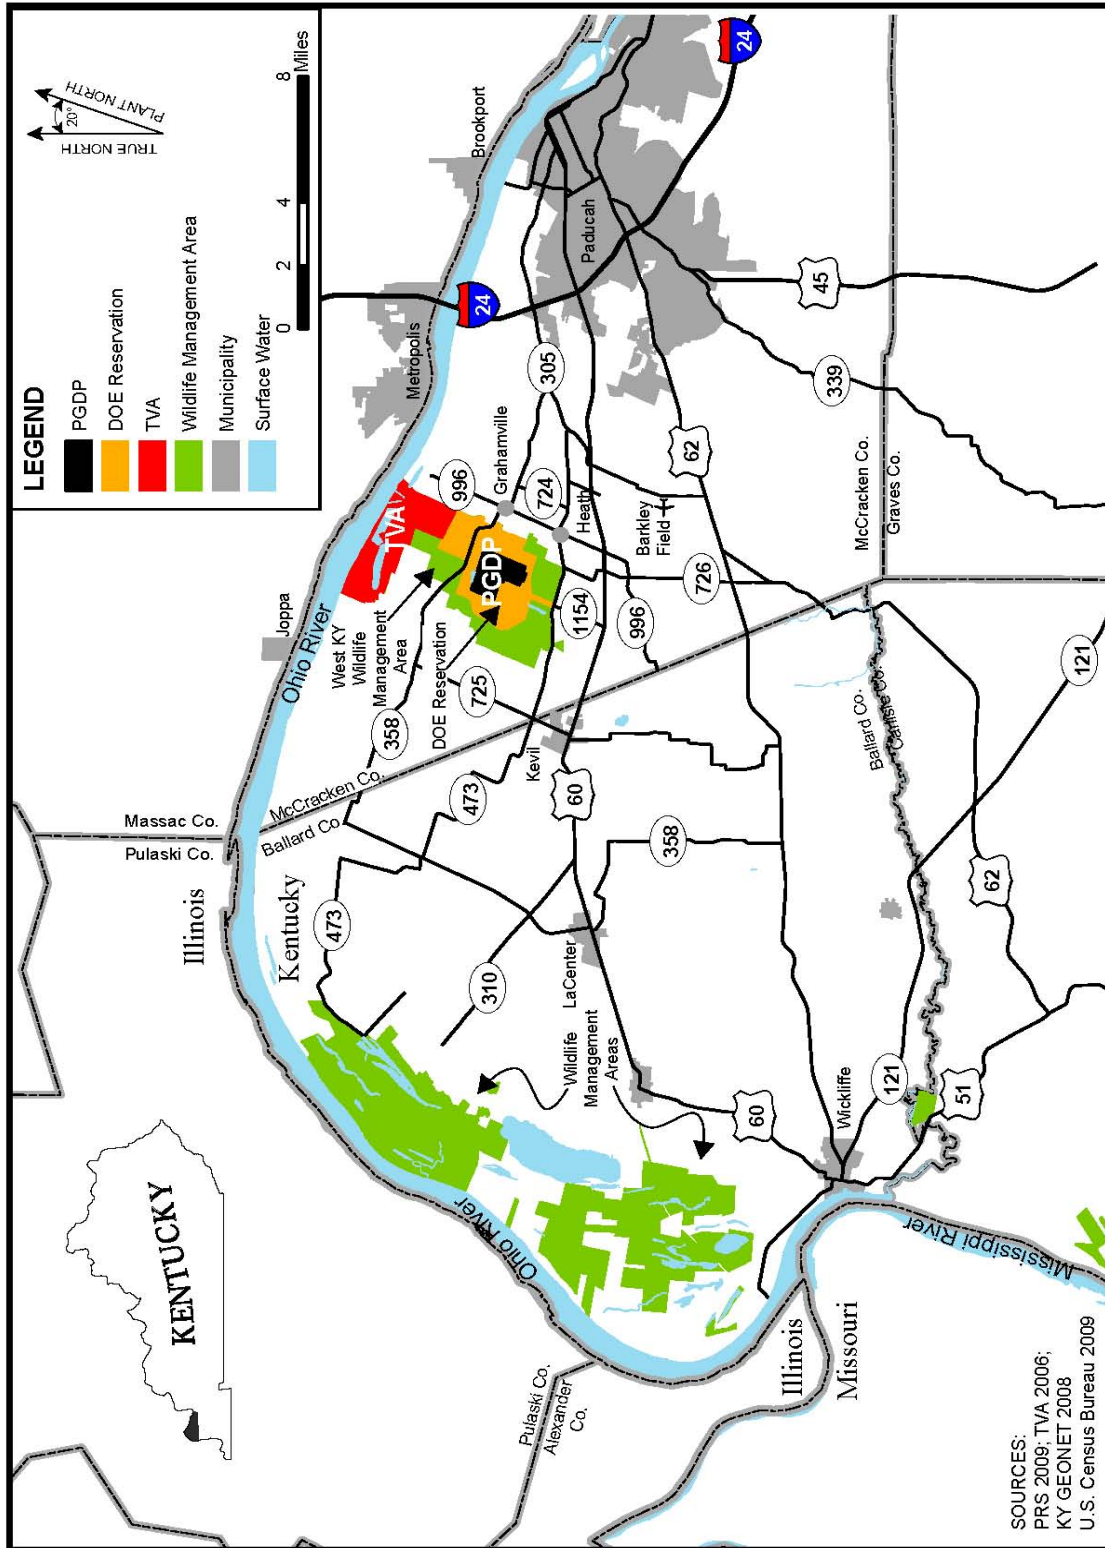 LEGEND
PGDP
DOE Reservation
TVA
Wildlife Management Area
Municipality
Surface Water
0 2 4 8
Miles
TRUE NORTH
PLANT NORTH
20°
KENTUCKY
Pulaski Co.
Alexander
Co.
Pulaski Co.
Massac Co.
Illinois
Kentucky
Ballard Co.
McCracken Co.
Joppa
Ohio River
Ohio River
Metropolis
Brookport
24
24
TVA
West KY
Wildlife
Management
Area
DOE Reservation
PGDP
996
Grahamville
724
Heath
305
Paducah
Barkley
Field
358
725
473
473
1154
996
726
Kevil
60
310
LaCenter
358
62
45
339
Wildlife
Management
Areas
60
Wickliffe
121
51
62
121
McCracken Co.
Graves Co.
Ballard Co.
Carlisle Co.
Illinois
Missouri
Mississippi River
SOURCES:
PRS 2009; TVA 2006;
KY GEONET 2008
U.S. Census Bureau 2009